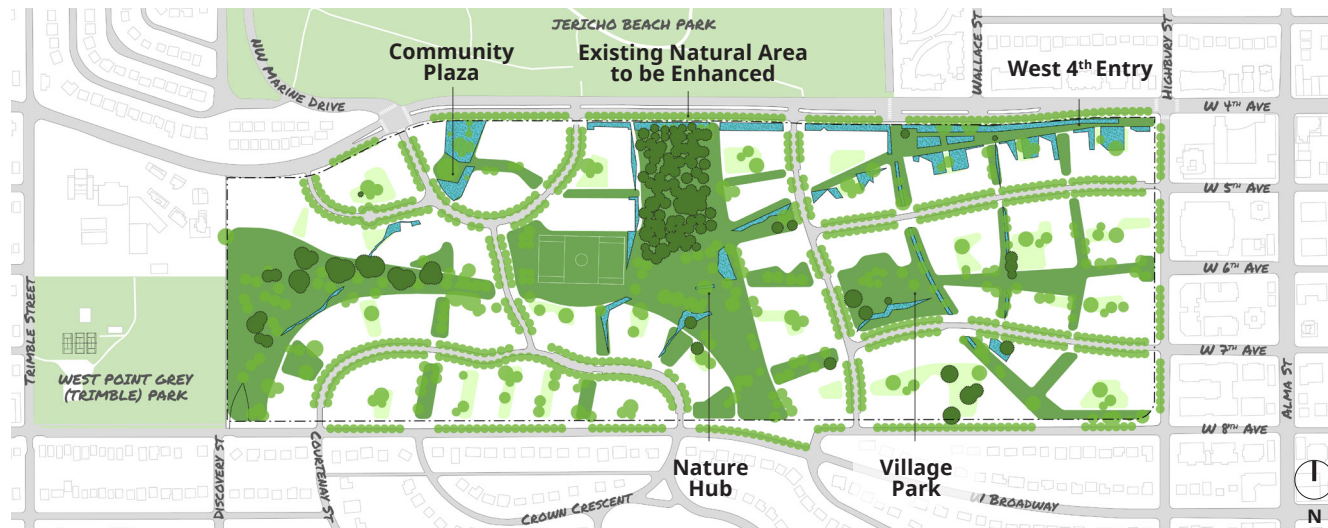 JERICHO BEACH PARK
NW MARINE DRIVE
Community
Plaza
Existing Natural Area
to be Enhanced
WALLACE ST
West 4th Entry
HIGHBURY ST
W 4TH AVE
W 5TH AVE
W 6TH AVE
W 7TH AVE
W 8TH AVE
ALMA ST
TRIMBLE STREET
WEST POINT GREY
(TRIMBLE) PARK
DISCOVERY ST
COURTENAY ST
CROWN CRESCENT
Nature
Hub
Village
Park
BROADWAY
N